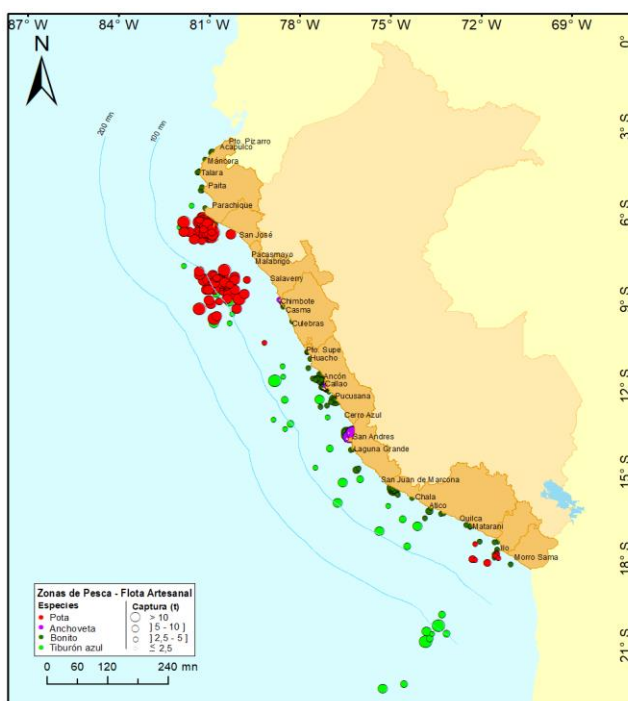 87° W 84° W 81° W 78° W 75° W 72° W 69° W
N
0°
3° S
6° S
9° S
12° S
15° S
18° S
21° S
200 mn
100 mn
Pto. Pizarro
Acapulco
Máncora
Talara
Paita
Parachique
San José
Pacasmayo
Malabrigo
Salaverry
Chimbote
Casma
Culebras
Pto. Supe
Huacho
Ancón
Callao
Pucusana
Cerro Azul
San Andres
Laguna Grande
San Juan de Marcona
Chala
Atico
Quilca
Matarani
Ilo
Morro Sama
Zonas de Pesca - Flota Artesanal
Especies Captura (t)
Pota > 10
Anchoveta ] 5 - 10 ]
Bonito ] 2,5 - 5 ]
Tiburón azul ≤ 2,5
0 60 120 240 mn